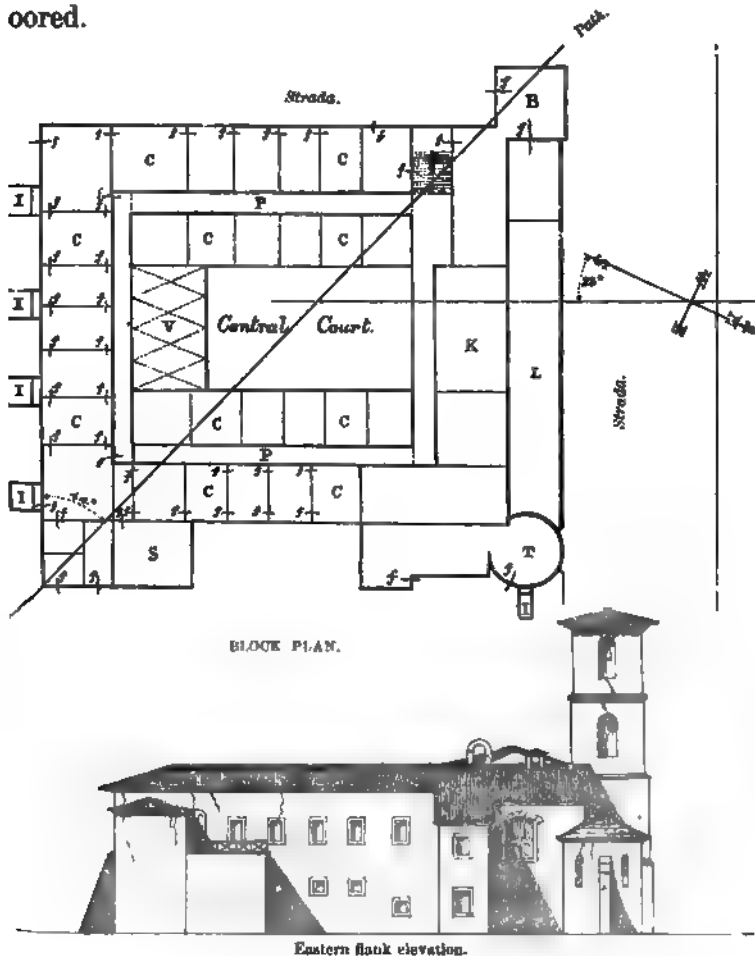 oored.
Path.
Strada.
f B
f f f f f f f f f
C C
f
I f f P
C C C
I f f V Central Court. K L
Strada.
f f
I f f C C
C P
I f f f C f f C
f f f f S T
f f f f
I
BLOCK PLAN.
Eastern flank elevation.